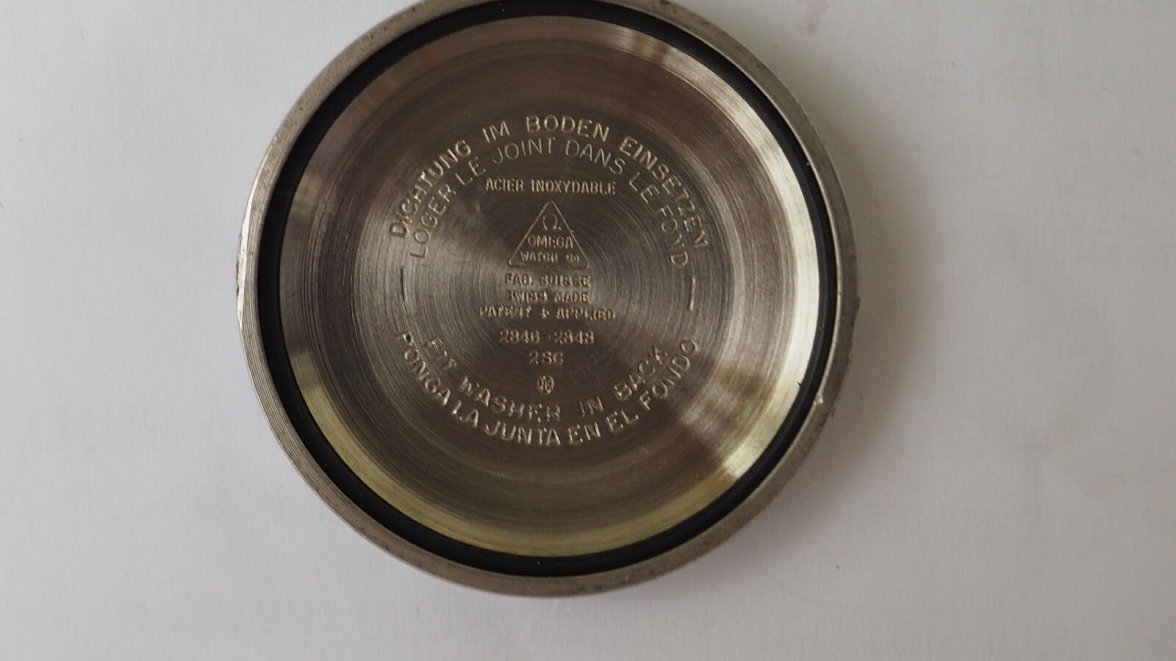 DICHTUNG IM BODEN EINSETZEN
LOGER LE JOINT DANS LE FOND
ACIER INOXYDABLE
Ω
OMEGA
WATCH Co
FAB. SUISSE
SWISS MADE
PATENT + APPLIED
2846 - 2848
2SC
FIT WASHER IN BACK
PONGA LA JUNTA EN EL FONDO